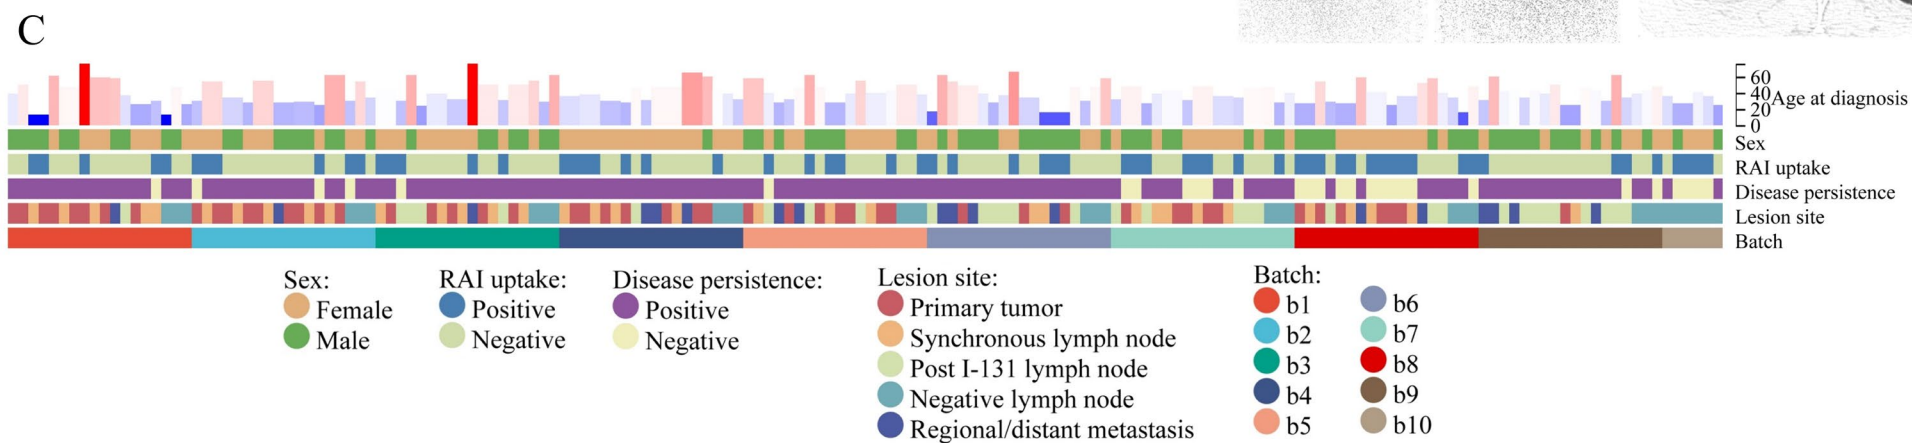 C
60
40
20
0
Age at diagnosis
Sex
RAI uptake
Disease persistence
Lesion site
Batch
Sex:
Female
Male
RAI uptake:
Positive
Negative
Disease persistence:
Positive
Negative
Lesion site:
Primary tumor
Synchronous lymph node
Post I-131 lymph node
Negative lymph node
Regional/distant metastasis
Batch:
b1
b2
b3
b4
b5
b6
b7
b8
b9
b10